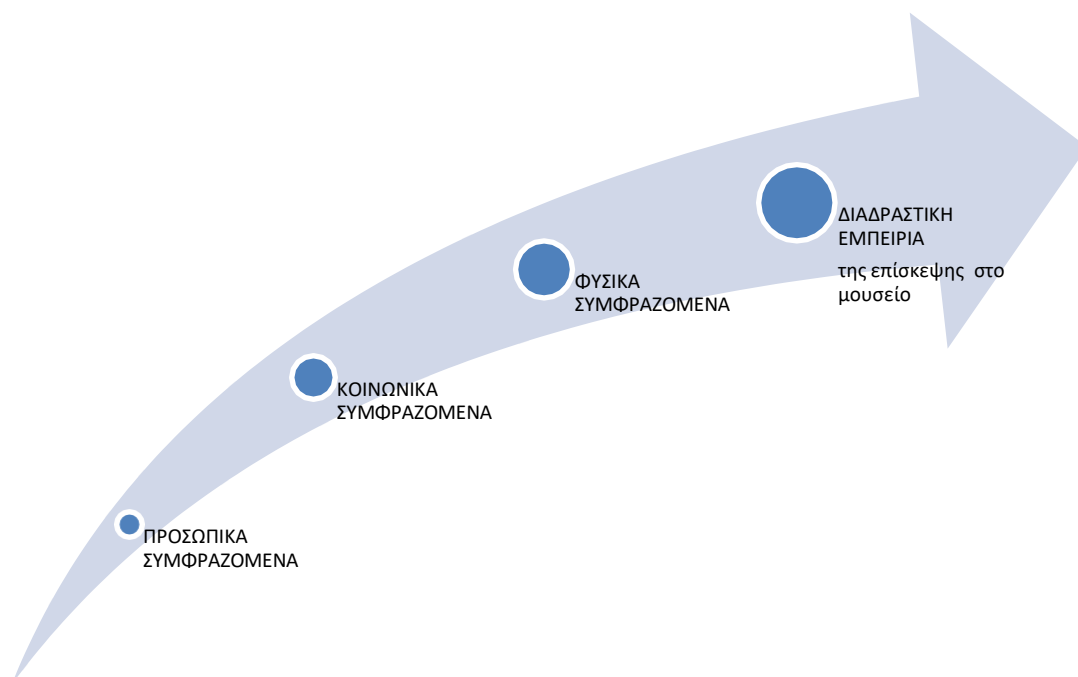 ΔΙΑΔΡΑΣΤΙΚΗ
ΕΜΠΕΙΡΙΑ
της επίσκεψης στο
μουσείο
ΦΥΣΙΚΑ
ΣΥΜΦΡΑΖΟΜΕΝΑ
ΚΟΙΝΩΝΙΚΑ
ΣΥΜΦΡΑΖΟΜΕΝΑ
ΠΡΟΣΩΠΙΚΑ
ΣΥΜΦΡΑΖΟΜΕΝΑ